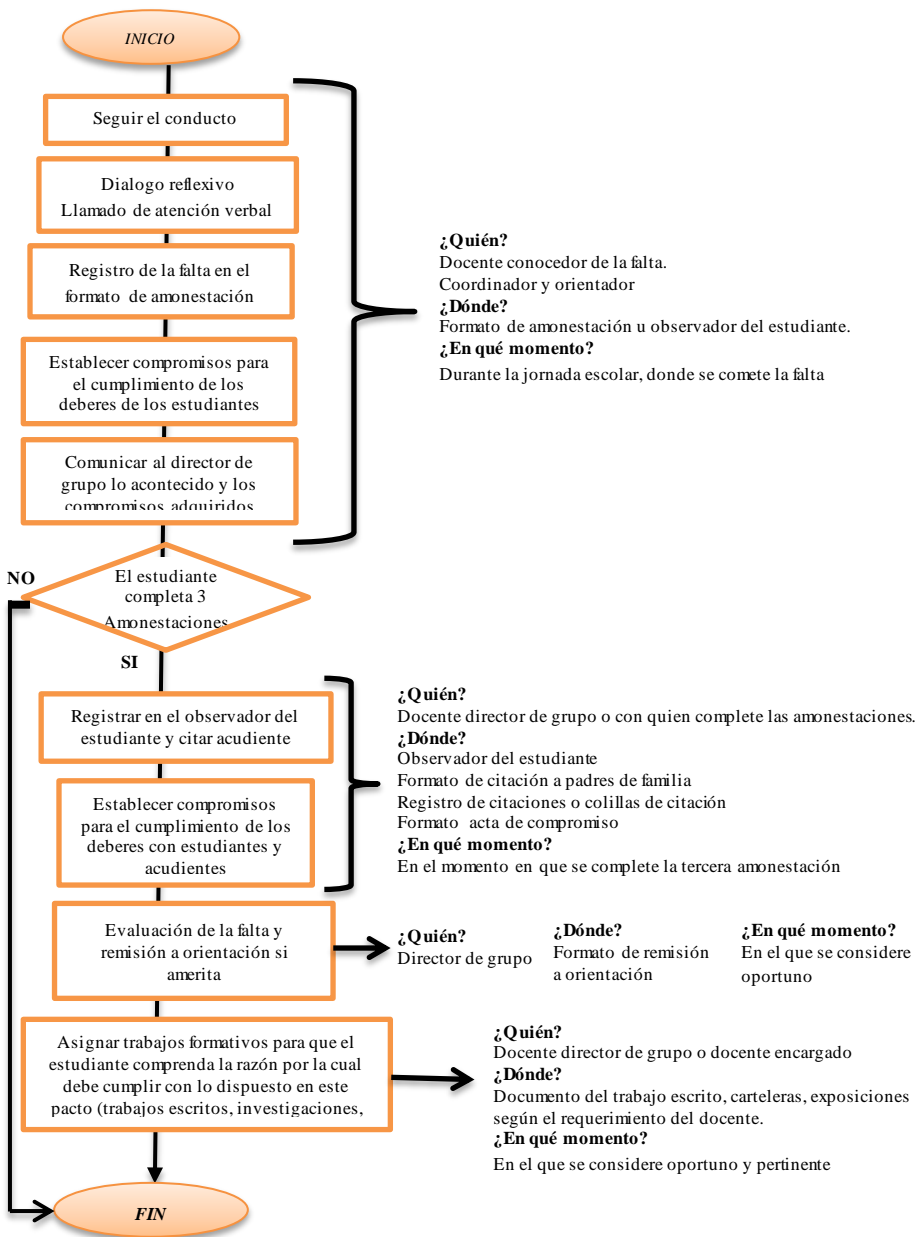 INICIO
Seguir el conducto
Dialogo reflexivo
Llamado de atención verbal
Registro de la falta en el
formato de amonestación
Establecer compromisos para
el cumplimiento de los
deberes de los estudiantes
Comunicar al director de
grupo lo acontecido y los
compromisos adquiridos
¿Quién?
Docente conocedor de la falta.
Coordinador y orientador
¿Dónde?
Formato de amonestación u observador del estudiante.
¿En qué momento?
Durante la jornada escolar, donde se comete la falta
NO
El estudiante
completa 3
Amonestaciones
SI
Registrar en el observador del
estudiante y citar acudiente
Establecer compromisos
para el cumplimiento de los
deberes con estudiantes y
acudientes
¿Quién?
Docente director de grupo o con quien complete las amonestaciones.
¿Dónde?
Observador del estudiante
Formato de citación a padres de familia
Registro de citaciones o colillas de citación
Formato acta de compromiso
¿En qué momento?
En el momento en que se complete la tercera amonestación
Evaluación de la falta y
remisión a orientación si
amerita
¿Quién?
Director de grupo
¿Dónde?
Formato de remisión
a orientación
¿En qué momento?
En el que se considere
oportuno
Asignar trabajos formativos para que el
estudiante comprenda la razón por la cual
debe cumplir con lo dispuesto en este
pacto (trabajos escritos, investigaciones,
¿Quién?
Docente director de grupo o docente encargado
¿Dónde?
Documento del trabajo escrito, carteleras, exposiciones
según el requerimiento del docente.
¿En qué momento?
En el que se considere oportuno y pertinente
FIN